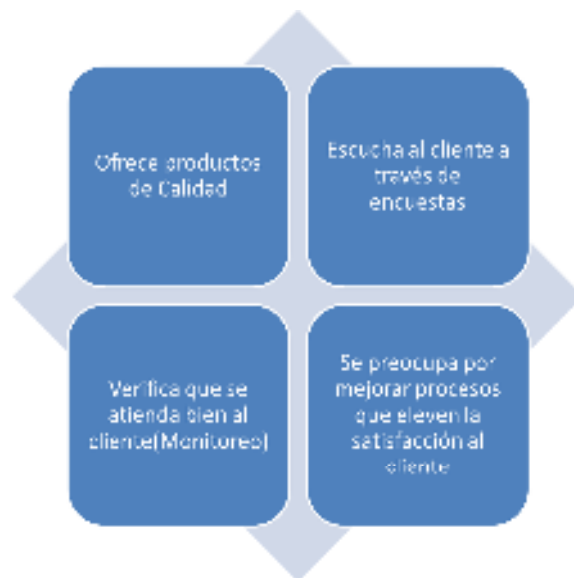 Ofrece productos
de Calidad
Escucha al cliente a
través de
encuestas
Verifica que se
atienda bien al
cliente(Monitoreo)
Se preocupa por
mejorar procesos
que eleven la
satisfacción al
cliente